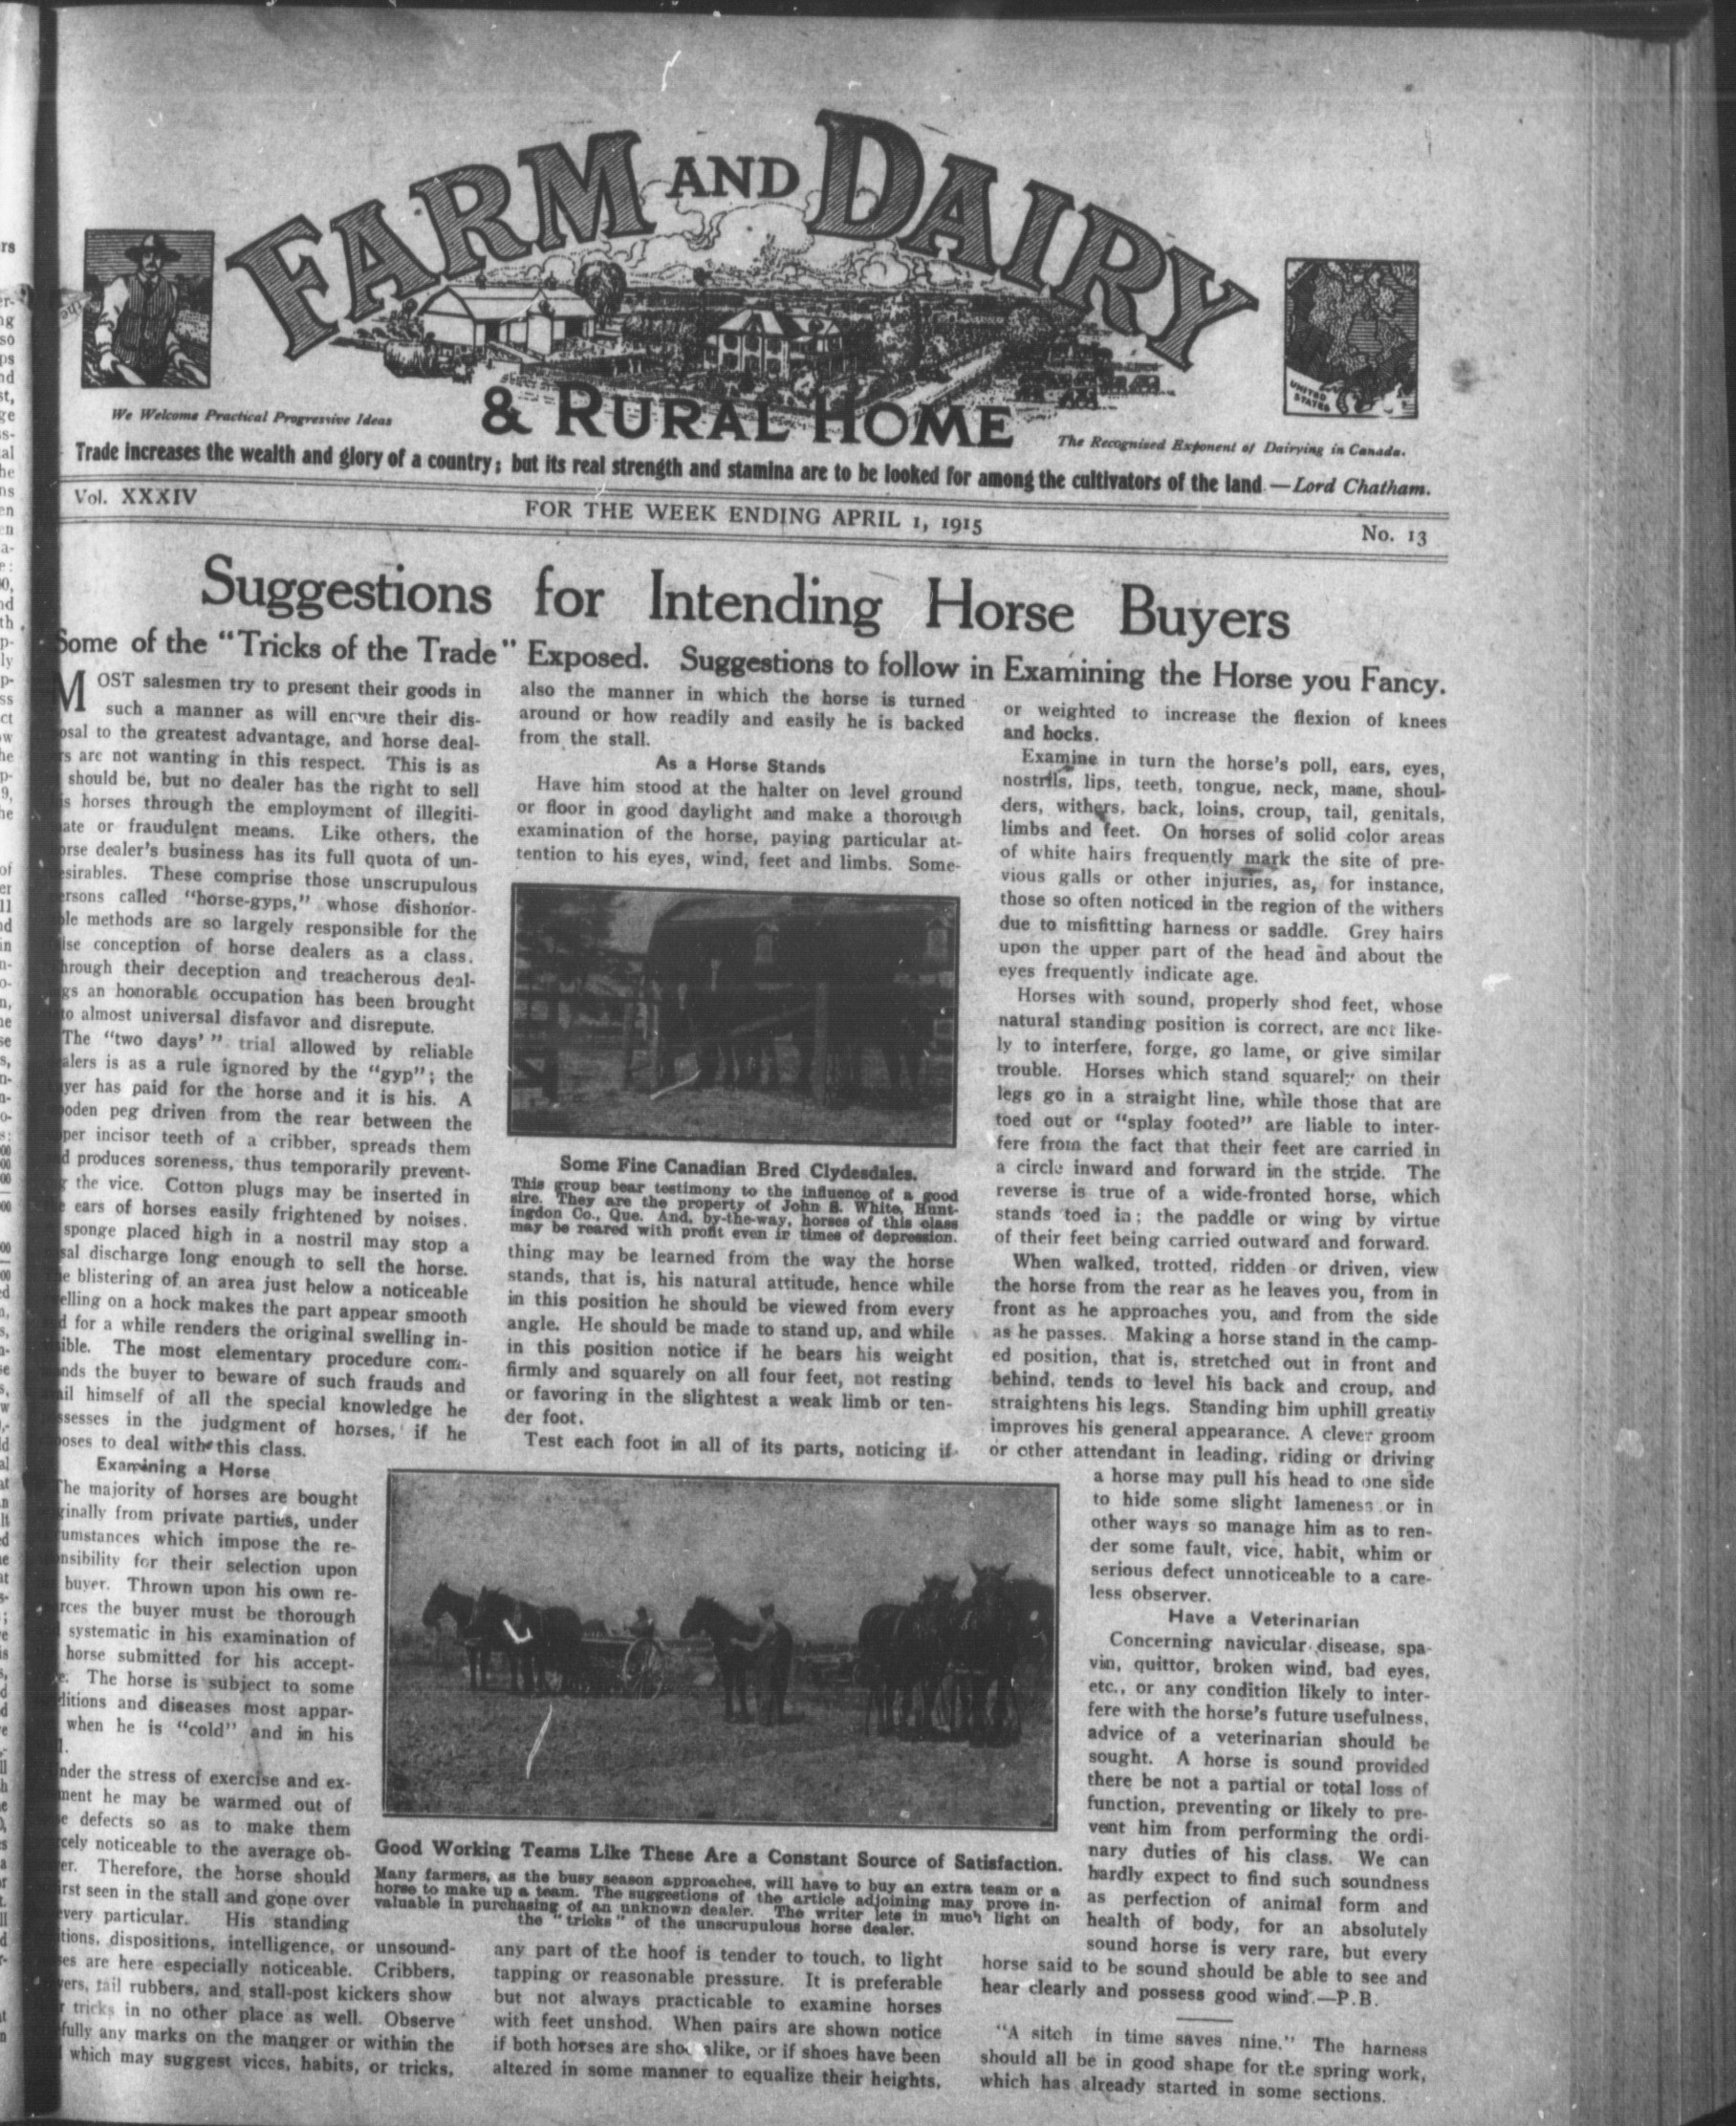 FARM AND DAIRY
& RURAL HOME
We Welcome Practical Progressive Ideas
The Recognised Exponent of Dairying in Canada.
UNITED STATES
Trade increases the wealth and glory of a country; but its real strength and stamina are to be looked for among the cultivators of the land.—Lord Chatham.
Vol. XXXIV
FOR THE WEEK ENDING APRIL 1, 1915
No. 13
Suggestions for Intending Horse Buyers
Some of the "Tricks of the Trade" Exposed. Suggestions to follow in Examining the Horse you Fancy.
MOST salesmen try to present their goods in
such a manner as will ensure their dis-
osal to the greatest advantage, and horse deal-
rs are not wanting in this respect. This is as
should be, but no dealer has the right to sell
is horses through the employment of illegiti-
ate or fraudulent means. Like others, the
orse dealer's business has its full quota of un-
esirables. These comprise those unscrupulous
ersons called "horse-gyps," whose dishonor-
ble methods are so largely responsible for the
lse conception of horse dealers as a class.
hrough their deception and treacherous deal-
gs an honorable occupation has been brought
to almost universal disfavor and disrepute.
The "two days'" trial allowed by reliable
alers is as a rule ignored by the "gyp"; the
yer has paid for the horse and it is his. A
ooden peg driven from the rear between the
per incisor teeth of a cribber, spreads them
d produces soreness, thus temporarily prevent-
g the vice. Cotton plugs may be inserted in
e ears of horses easily frightened by noises.
sponge placed high in a nostril may stop a
sal discharge long enough to sell the horse.
e blistering of an area just below a noticeable
elling on a hock makes the part appear smooth
d for a while renders the original swelling in-
ible. The most elementary procedure com-
nds the buyer to beware of such frauds and
ail himself of all the special knowledge he
ssesses in the judgment of horses, if he
oses to deal with this class.
Examining a Horse
The majority of horses are bought
ginally from private parties, under
umstances which impose the re-
onsibility for their selection upon
buyer. Thrown upon his own re-
rces the buyer must be thorough
systematic in his examination of
horse submitted for his accept-
e. The horse is subject to some
ditions and diseases most appar-
when he is "cold" and in his
l.
nder the stress of exercise and ex-
ment he may be warmed out of
e defects so as to make them
cely noticeable to the average ob-
er. Therefore, the horse should
irst seen in the stall and gone over
every particular. His standing
itions, dispositions, intelligence, or unsound-
es are here especially noticeable. Cribbers,
vers, tail rubbers, and stall-post kickers show
r tricks in no other place as well. Observe
fully any marks on the manger or within the
which may suggest vices, habits, or tricks,
also the manner in which the horse is turned
around or how readily and easily he is backed
from the stall.
As a Horse Stands
Have him stood at the halter on level ground
or floor in good daylight and make a thorough
examination of the horse, paying particular at-
tention to his eyes, wind, feet and limbs. Some-
Some Fine Canadian Bred Clydesdales.
This group bear testimony to the influence of a good
sire. They are the property of John S. White, Hunt-
ingdon Co., Que. And, by-the-way, horses of this class
may be reared with profit even in times of depression.
thing may be learned from the way the horse
stands, that is, his natural attitude, hence while
in this position he should be viewed from every
angle. He should be made to stand up, and while
in this position notice if he bears his weight
firmly and squarely on all four feet, not resting
or favoring in the slightest a weak limb or ten-
der foot.
Test each foot in all of its parts, noticing if
Good Working Teams Like These Are a Constant Source of Satisfaction.
Many farmers, as the busy season approaches, will have to buy an extra team or a
horse to make up a team. The suggestions of the article adjoining may prove in-
valuable in purchasing of an unknown dealer. The writer lets in much light on
the "tricks" of the unscrupulous horse dealer.
any part of the hoof is tender to touch, to light
tapping or reasonable pressure. It is preferable
but not always practicable to examine horses
with feet unshod. When pairs are shown notice
if both horses are shod alike, or if shoes have been
altered in some manner to equalize their heights,
or weighted to increase the flexion of knees
and hocks.
Examine in turn the horse's poll, ears, eyes,
nostrils, lips, teeth, tongue, neck, mane, shoul-
ders, withers, back, loins, croup, tail, genitals,
limbs and feet. On horses of solid color areas
of white hairs frequently mark the site of pre-
vious galls or other injuries, as, for instance,
those so often noticed in the region of the withers
due to misfitting harness or saddle. Grey hairs
upon the upper part of the head and about the
eyes frequently indicate age.
Horses with sound, properly shod feet, whose
natural standing position is correct, are not like-
ly to interfere, forge, go lame, or give similar
trouble. Horses which stand squarely on their
legs go in a straight line, while those that are
toed out or "splay footed" are liable to inter-
fere from the fact that their feet are carried in
a circle inward and forward in the stride. The
reverse is true of a wide-fronted horse, which
stands toed in; the paddle or wing by virtue
of their feet being carried outward and forward.
When walked, trotted, ridden or driven, view
the horse from the rear as he leaves you, from in
front as he approaches you, and from the side
as he passes. Making a horse stand in the camp-
ed position, that is, stretched out in front and
behind, tends to level his back and croup, and
straightens his legs. Standing him uphill greatly
improves his general appearance. A clever groom
or other attendant in leading, riding or driving
a horse may pull his head to one side
to hide some slight lameness or in
other ways so manage him as to ren-
der some fault, vice, habit, whim or
serious defect unnoticeable to a care-
less observer.
Have a Veterinarian
Concerning navicular disease, spa-
vin, quittor, broken wind, bad eyes,
etc., or any condition likely to inter-
fere with the horse's future usefulness,
advice of a veterinarian should be
sought. A horse is sound provided
there be not a partial or total loss of
function, preventing or likely to pre-
vent him from performing the ordi-
nary duties of his class. We can
hardly expect to find such soundness
as perfection of animal form and
health of body, for an absolutely
sound horse is very rare, but every
horse said to be sound should be able to see and
hear clearly and possess good wind.—P.B.
"A sitch in time saves nine." The harness
should all be in good shape for the spring work,
which has already started in some sections.